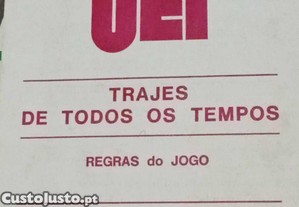 TRAJES
DE TODOS OS TEMPOS
REGRAS do JOGO
CustoJusto.pt